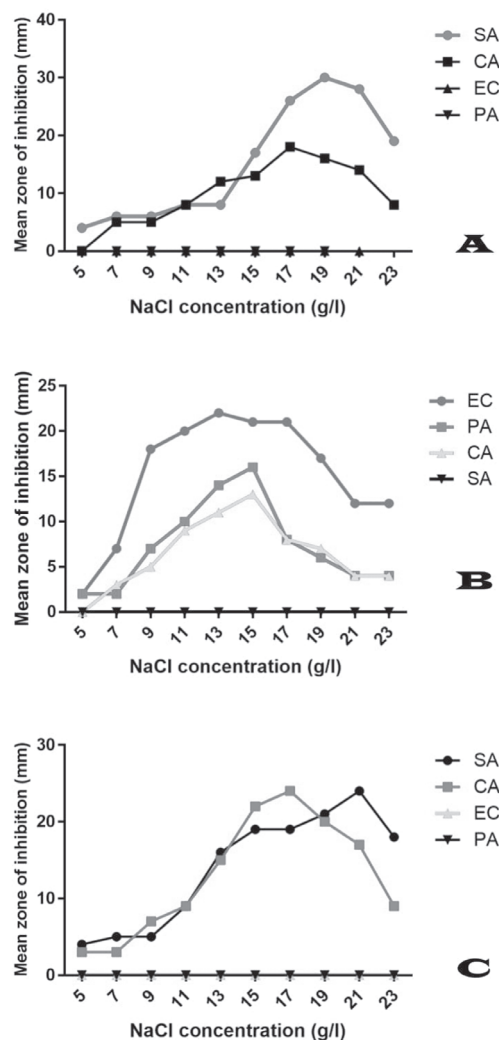 Mean zone of inhibition (mm)
40
30
20
10
0
5 7 9 11 13 15 17 19 21 23
NaCl concentration (g/l)
SA
CA
EC
PA
A
Mean zone of inhibition (mm)
25
20
15
10
5
0
5 7 9 11 13 15 17 19 21 23
NaCl concentration (g/l)
EC
PA
CA
SA
B
Mean zone of inhibition (mm)
30
20
10
0
5 7 9 11 13 15 17 19 21 23
NaCl concentration (g/l)
SA
CA
EC
PA
C